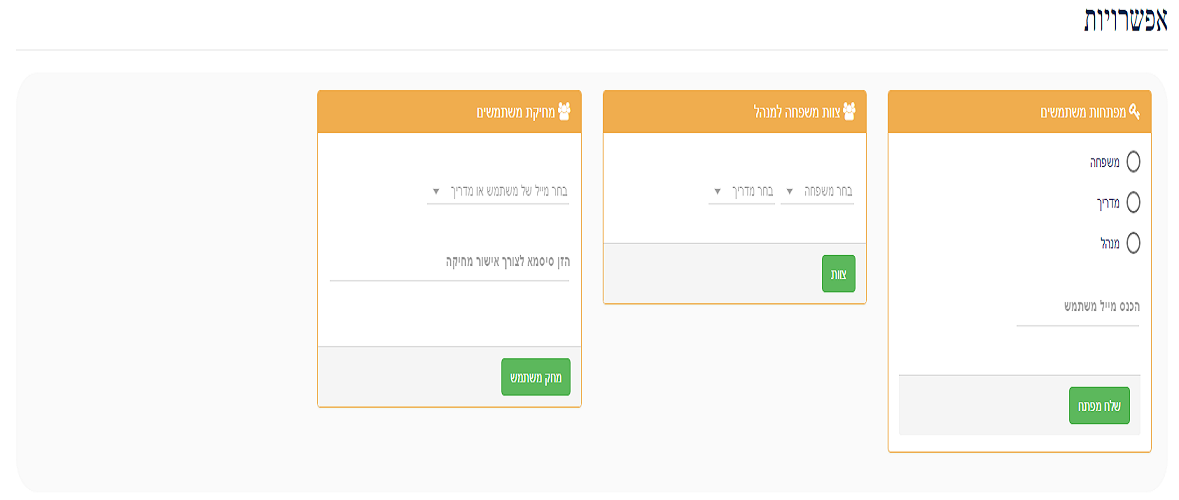 אפשרויות
מפתחות משתמשים
משפחה
מדריך
מנהל
הכנס מייל משתמש
שלח מפתח
צוות משפחה למנהל
בחר משפחה
בחר מדריך
צוות
מחיקת משתמשים
בחר מייל של משתמש או מדריך
הזן סיסמא לצורך אישור מחיקה
מחק משתמש